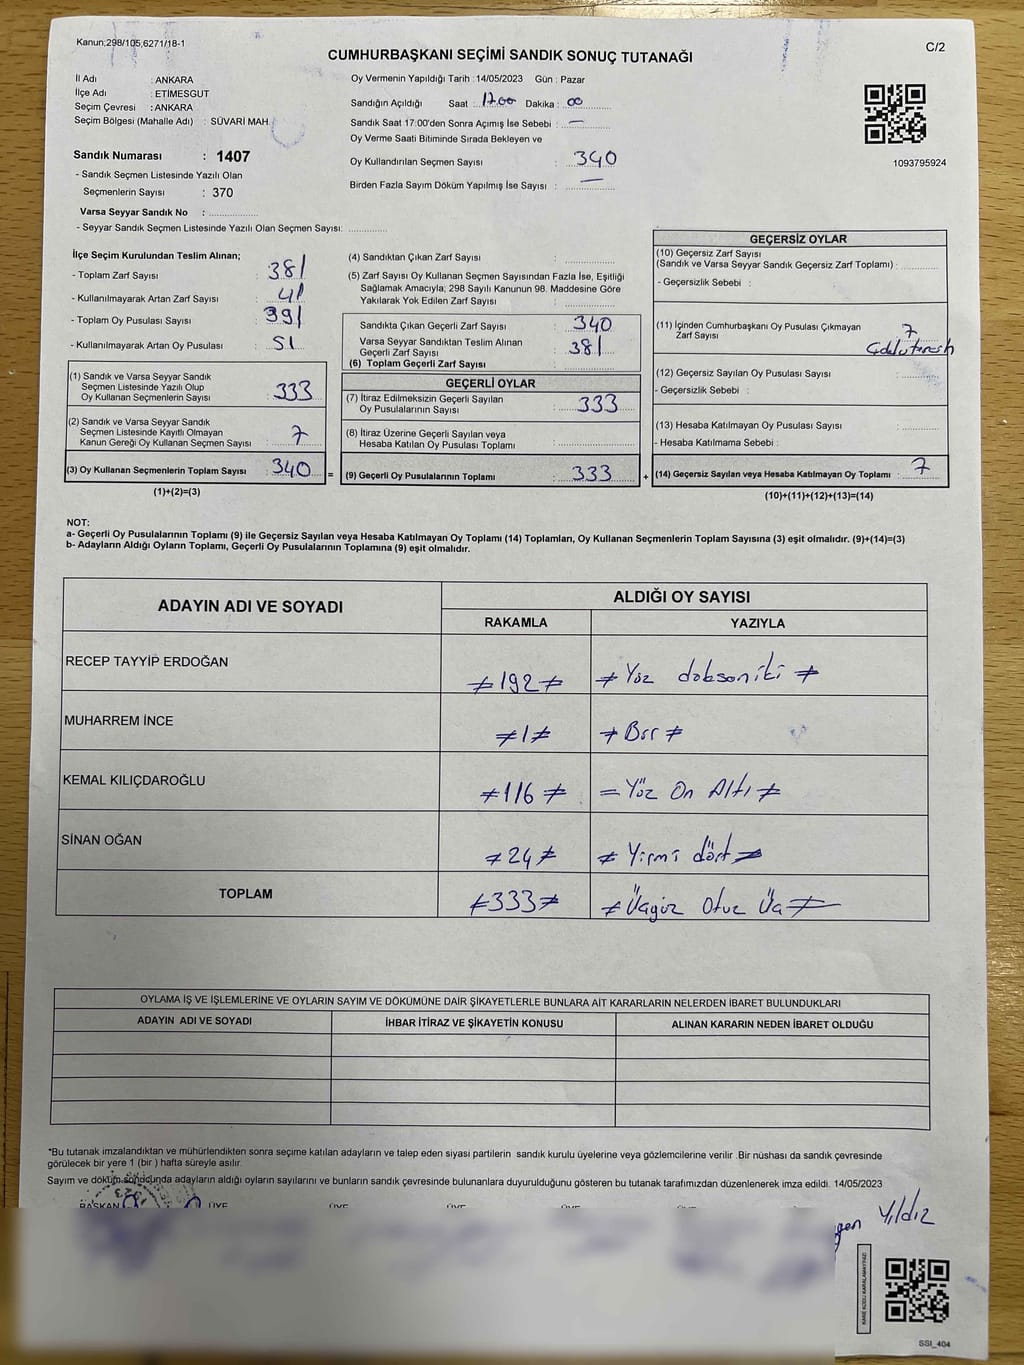 Kanun;298/105,6271/18-1
C/2
CUMHURBAŞKANI SEÇİMİ SANDIK SONUÇ TUTANAĞI
İl Adı : ANKARA
İlçe Adı : ETİMESGUT
Seçim Çevresi : ANKARA
Seçim Bölgesi (Mahalle Adı) : SÜVARİ MAH.
Sandık Numarası : 1407
- Sandık Seçmen Listesinde Yazılı Olan
Seçmenlerin Sayısı : 370
Varsa Seyyar Sandık No : ................
- Seyyar Sandık Seçmen Listesinde Yazılı Olan Seçmen Sayısı: ............
Oy Vermenin Yapıldığı Tarih : 14/05/2023 Gün : Pazar
Sandığın Açıldığı Saat : 17.00 Dakika : 00
Sandık Saat 17:00'den Sonra Açımış İse Sebebi : —
Oy Verme Saati Bitiminde Sırada Bekleyen ve
Oy Kullandırılan Seçmen Sayısı : 340
Birden Fazla Sayım Döküm Yapılmış İse Sayısı : —
1093795924
İlçe Seçim Kurulundan Teslim Alınan;
- Toplam Zarf Sayısı : 381
- Kullanılmayarak Artan Zarf Sayısı : 41
- Toplam Oy Pusulası Sayısı : 391
- Kullanılmayarak Artan Oy Pusulası : 51
(1) Sandık ve Varsa Seyyar Sandık
Seçmen Listesinde Yazılı Olup
Oy Kullanan Seçmenlerin Sayısı : 333
(2) Sandık ve Varsa Seyyar Sandık
Seçmen Listesinde Kayıtlı Olmayan
Kanun Gereği Oy Kullanan Seçmen Sayısı : 7
(3) Oy Kullanan Seçmenlerin Toplam Sayısı : 340 =
(1)+(2)=(3)
(4) Sandıktan Çıkan Zarf Sayısı : ............
(5) Zarf Sayısı Oy Kullanan Seçmen Sayısından Fazla İse, Eşitliği
Sağlamak Amacıyla; 298 Sayılı Kanunun 98. Maddesine Göre
Yakılarak Yok Edilen Zarf Sayısı : ............
Sandıkta Çıkan Geçerli Zarf Sayısı : 340
Varsa Seyyar Sandıktan Teslim Alınan
Geçerli Zarf Sayısı : 381
(6) Toplam Geçerli Zarf Sayısı : ............
GEÇERLİ OYLAR
(7) İtiraz Edilmeksizin Geçerli Sayılan
Oy Pusulalarının Sayısı : 333
(8) İtiraz Üzerine Geçerli Sayılan veya
Hesaba Katılan Oy Pusulası Toplamı : ............
(9) Geçerli Oy Pusulalarının Toplamı : 333 +
GEÇERSİZ OYLAR
(10) Geçersiz Zarf Sayısı
(Sandık ve Varsa Seyyar Sandık Geçersiz Zarf Toplamı) : ............
- Geçersizlik Sebebi :
(11) İçinden Cumhurbaşkanı Oy Pusulası Çıkmayan
Zarf Sayısı : 7
(12) Geçersiz Sayılan Oy Pusulası Sayısı : ............
- Geçersizlik Sebebi :
(13) Hesaba Katılmayan Oy Pusulası Sayısı : ............
- Hesaba Katılmama Sebebi :
(14) Geçersiz Sayılan veya Hesaba Katılmayan Oy Toplamı : 7
(10)+(11)+(12)+(13)=(14)
NOT:
a- Geçerli Oy Pusulalarının Toplamı (9) ile Geçersiz Sayılan veya Hesaba Katılmayan Oy Toplamı (14) Toplamları, Oy Kullanan Seçmenlerin Toplam Sayısına (3) eşit olmalıdır. (9)+(14)=(3)
b- Adayların Aldığı Oyların Toplamı, Geçerli Oy Pusulalarının Toplamına (9) eşit olmalıdır.
ADAYIN ADI VE SOYADI ALDIĞI OY SAYISI
RAKAMLA YAZIYLA
RECEP TAYYİP ERDOĞAN ≠192≠ ≠ Yüz doksaniki ≠
MUHARREM İNCE ≠1≠ ≠ Bir ≠
KEMAL KILIÇDAROĞLU ≠116≠ = Yüz On Altı ≠
SİNAN OĞAN ≠24≠ ≠ Yirmi dört ≠
TOPLAM ≠333≠ ≠ Üçyüz Otuz Üç ≠
OYLAMA İŞ VE İŞLEMLERİNE VE OYLARIN SAYIM VE DÖKÜMÜNE DAİR ŞİKAYETLERLE BUNLARA AİT KARARLARIN NELERDEN İBARET BULUNDUKLARI
ADAYIN ADI VE SOYADI İHBAR İTİRAZ VE ŞİKAYETİN KONUSU ALINAN KARARIN NEDEN İBARET OLDUĞU
*Bu tutanak imzalandıktan ve mühürlendikten sonra seçime katılan adayların ve talep eden siyasi partilerin sandık kurulu üyelerine veya gözlemcilerine verilir .Bir nüshası da sandık çevresinde
görülecek bir yere 1 (bir ) hafta süreyle asılır.
Sayım ve döküm sonucunda adayların aldığı oyların sayılarını ve bunların sandık çevresinde bulunanlara duyurulduğunu gösteren bu tutanak tarafımızdan düzenlenerek imza edildi. 14/05/2023
BAŞKAN ÜYE ÜYE ÜYE ÜYE ÜYE
Yıldız
KARE KODU KARALAMAYINIZ!
SSI_404